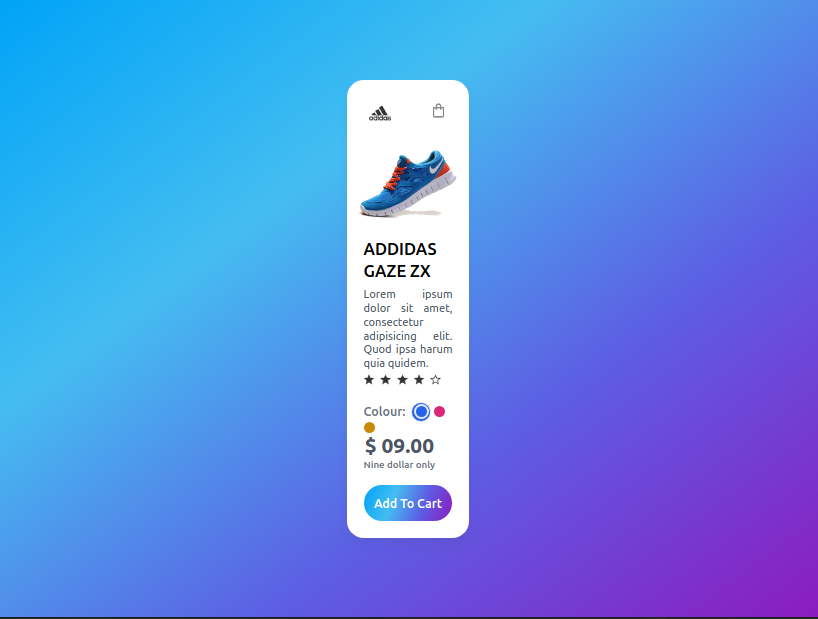 adidas
ADDIDAS
GAZE ZX
Lorem ipsum
dolor sit amet,
consectetur
adipisicing elit.
Quod ipsa harum
quia quidem.
Colour:
$ 09.00
Nine dollar only
Add To Cart